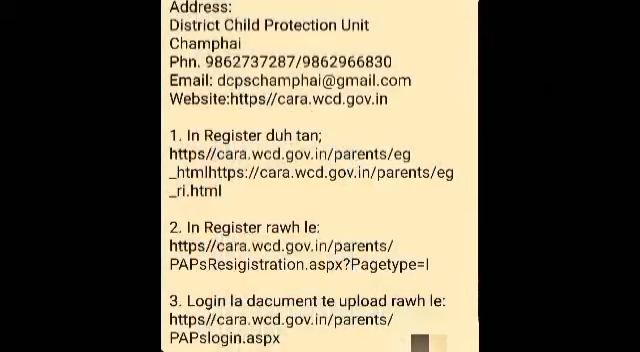 Address:
District Child Protection Unit
Champhai
Phn. 9862737287/9862966830
Email: dcpschamphai@gmail.com
Website:https//cara.wcd.gov.in
1. In Register duh tan;
https//cara.wcd.gov.in/parents/eg
_htmlhttps://cara.wcd.gov.in/parents/eg
_ri.html
2. In Register rawh le:
https//cara.wcd.gov.in/parents/
PAPsResigistration.aspx?Pagetype=I
3. Login la dacument te upload rawh le:
https//cara.wcd.gov.in/parents/
PAPslogin.aspx